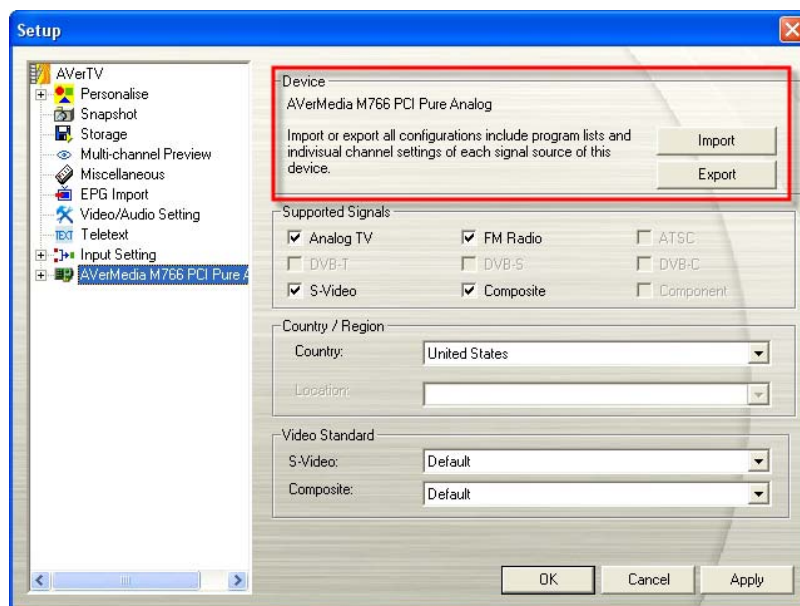 Setup
AVerTV
Personalise
Snapshot
Storage
Multi-channel Preview
Miscellaneous
EPG Import
Video/Audio Setting
TEXT Teletext
Input Setting
AVerMedia M766 PCI Pure A
Device
AVerMedia M766 PCI Pure Analog
Import or export all configurations include program lists and
indivisual channel settings of each signal source of this
device.
Import
Export
Supported Signals
Analog TV FM Radio ATSC
DVB-T DVB-S DVB-C
S-Video Composite Component
Country / Region
Country: United States
Location:
Video Standard
S-Video: Default
Composite: Default
OK Cancel Apply